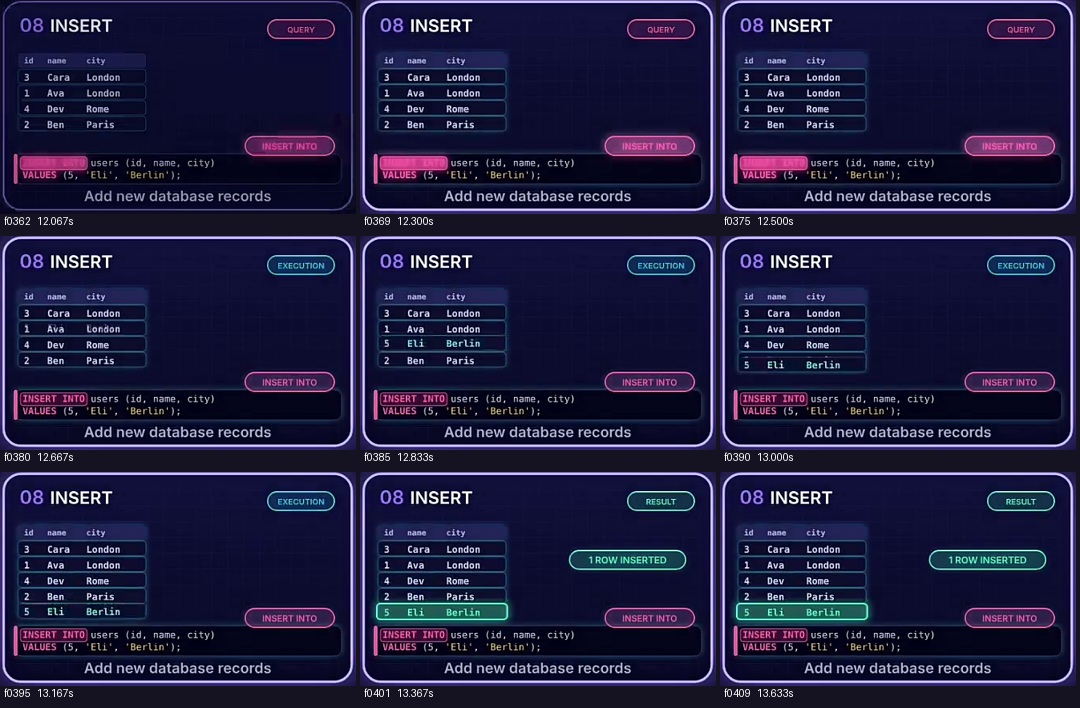 08 INSERT
QUERY
id name city
3 Cara London
1 Ava London
4 Dev Rome
2 Ben Paris
INSERT INTO
users (id, name, city)
VALUES (5, 'Eli', 'Berlin');
Add new database records
f0362 12.067s
08 INSERT
QUERY
id name city
3 Cara London
1 Ava London
4 Dev Rome
2 Ben Paris
INSERT INTO
users (id, name, city)
VALUES (5, 'Eli', 'Berlin');
Add new database records
f0369 12.300s
08 INSERT
QUERY
id name city
3 Cara London
1 Ava London
4 Dev Rome
2 Ben Paris
INSERT INTO
users (id, name, city)
VALUES (5, 'Eli', 'Berlin');
Add new database records
f0375 12.500s
08 INSERT
EXECUTION
id name city
3 Cara London
1 Ava London
4 Dev Rome
2 Ben Paris
INSERT INTO
INSERT INTO users (id, name, city)
VALUES (5, 'Eli', 'Berlin');
Add new database records
f0380 12.667s
08 INSERT
EXECUTION
id name city
3 Cara London
1 Ava London
5 Eli Berlin
2 Ben Paris
INSERT INTO
INSERT INTO users (id, name, city)
VALUES (5, 'Eli', 'Berlin');
Add new database records
f0385 12.833s
08 INSERT
EXECUTION
id name city
3 Cara London
1 Ava London
4 Dev Rome
5 Eli Berlin
INSERT INTO
INSERT INTO users (id, name, city)
VALUES (5, 'Eli', 'Berlin');
Add new database records
f0390 13.000s
08 INSERT
EXECUTION
id name city
3 Cara London
1 Ava London
4 Dev Rome
2 Ben Paris
5 Eli Berlin
INSERT INTO
INSERT INTO users (id, name, city)
VALUES (5, 'Eli', 'Berlin');
Add new database records
f0395 13.167s
08 INSERT
RESULT
id name city
3 Cara London
1 Ava London
4 Dev Rome
2 Ben Paris
5 Eli Berlin
1 ROW INSERTED
INSERT INTO
INSERT INTO users (id, name, city)
VALUES (5, 'Eli', 'Berlin');
Add new database records
f0401 13.367s
08 INSERT
RESULT
id name city
3 Cara London
1 Ava London
4 Dev Rome
2 Ben Paris
5 Eli Berlin
1 ROW INSERTED
INSERT INTO
INSERT INTO users (id, name, city)
VALUES (5, 'Eli', 'Berlin');
Add new database records
f0409 13.633s